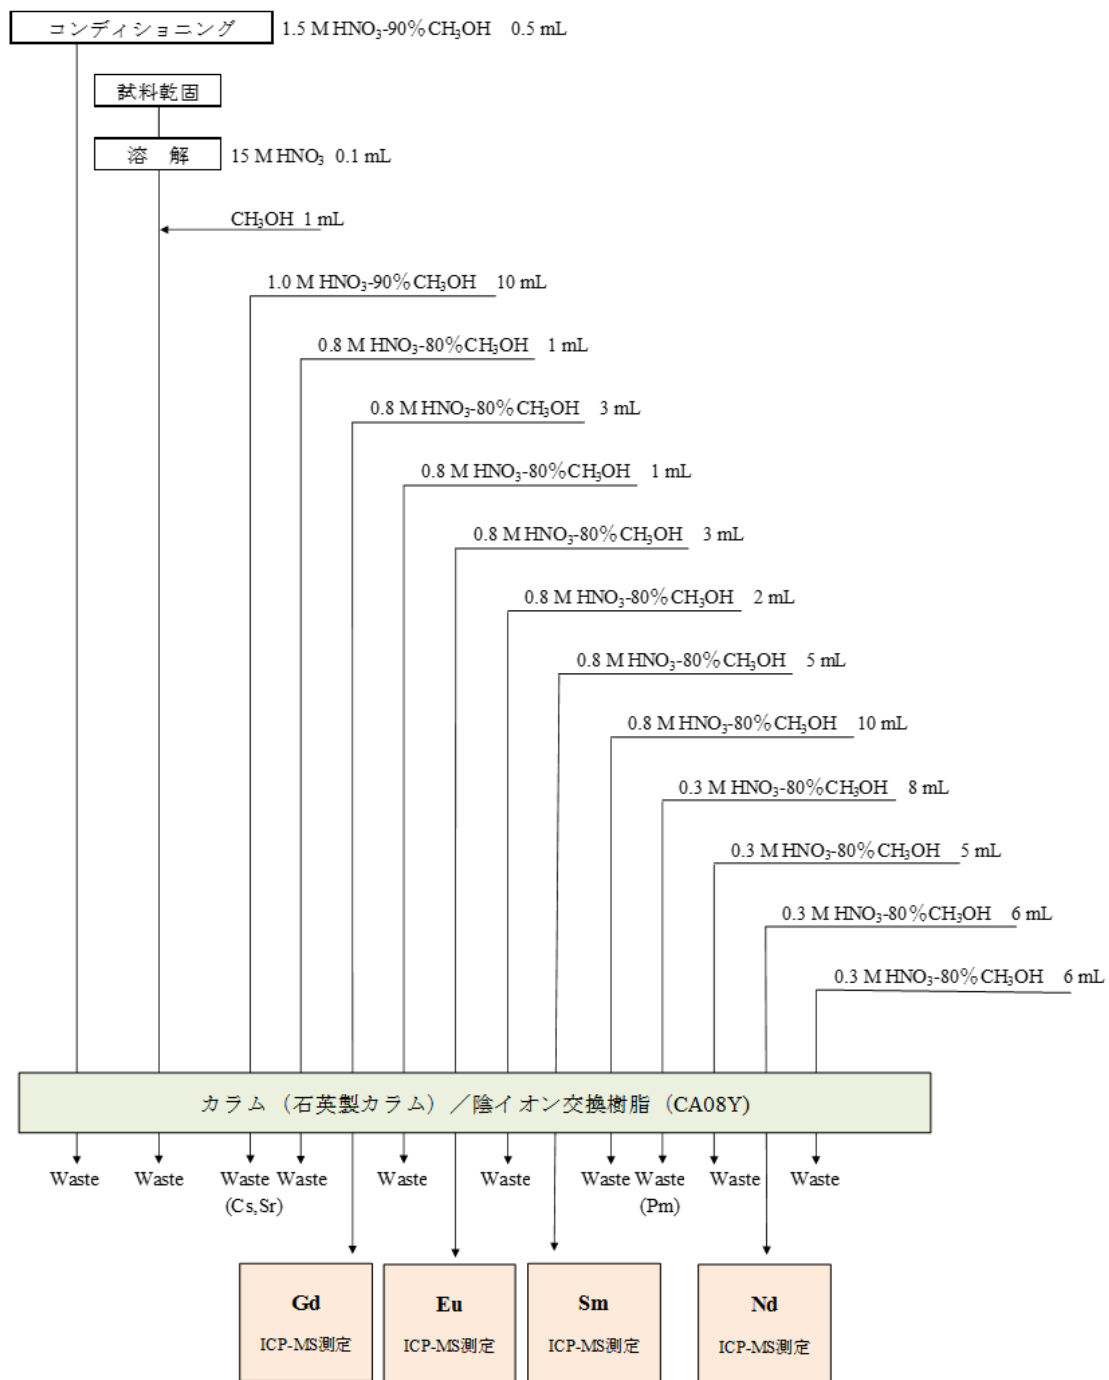 コンディショニング 1.5 M HNO₃-90%CH₃OH 0.5 mL
試料乾固
溶 解 15 M HNO₃ 0.1 mL
CH₃OH 1 mL
1.0 M HNO₃-90%CH₃OH 10 mL
0.8 M HNO₃-80%CH₃OH 1 mL
0.8 M HNO₃-80%CH₃OH 3 mL
0.8 M HNO₃-80%CH₃OH 1 mL
0.8 M HNO₃-80%CH₃OH 3 mL
0.8 M HNO₃-80%CH₃OH 2 mL
0.8 M HNO₃-80%CH₃OH 5 mL
0.8 M HNO₃-80%CH₃OH 10 mL
0.3 M HNO₃-80%CH₃OH 8 mL
0.3 M HNO₃-80%CH₃OH 5 mL
0.3 M HNO₃-80%CH₃OH 6 mL
0.3 M HNO₃-80%CH₃OH 6 mL
カラム（石英製カラム）／陰イオン交換樹脂（CA08Y)
Waste Waste Waste Waste Waste Waste Waste Waste Waste Waste
(Cs,Sr) (Pm)
Gd Eu Sm Nd
ICP-MS測定 ICP-MS測定 ICP-MS測定 ICP-MS測定